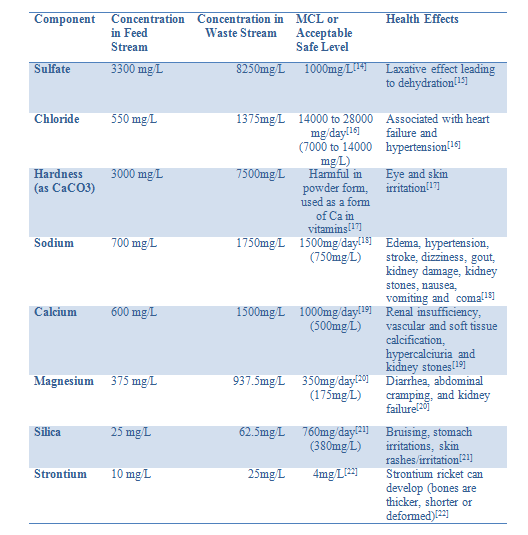 Component Concentration in Feed Stream Concentration in Waste Stream MCL or Acceptable Safe Level Health Effects
Sulfate 3300 mg/L 8250mg/L 1000mg/L[14] Laxative effect leading
to dehydration[15]
Chloride 550 mg/L 1375mg/L 14000 to 28000 Associated with heart
mg/day[16] failure and
(7000 to 14000 hypertension[16]
mg/L)
Hardness 3000 mg/L 7500mg/L Harmful in Eye and skin
(as CaCO3) powder form, irritation[17]
used as a form
of Ca in
vitamins[17]
Sodium 700 mg/L 1750mg/L 1500mg/day[18] Edema, hypertension,
(750mg/L) stroke, dizziness, gout,
kidney damage, kidney
stones, nausea,
vomiting and coma[18]
Calcium 600 mg/L 1500mg/L 1000mg/day[19] Renal insufficiency,
(500mg/L) vascular and soft tissue
calcification,
hypercalciuria and
kidney stones[19]
Magnesium 375 mg/L 937.5mg/L 350mg/day[20] Diarrhea, abdominal
(175mg/L) cramping, and kidney
failure[20]
Silica 25 mg/L 62.5mg/L 760mg/day[21] Bruising, stomach
(380mg/L) irritations, skin
rashes/irritation[21]
Strontium 10 mg/L 25mg/L 4mg/L[22] Strontium ricket can
develop (bones are
thicker, shorter or
deformed)[22]